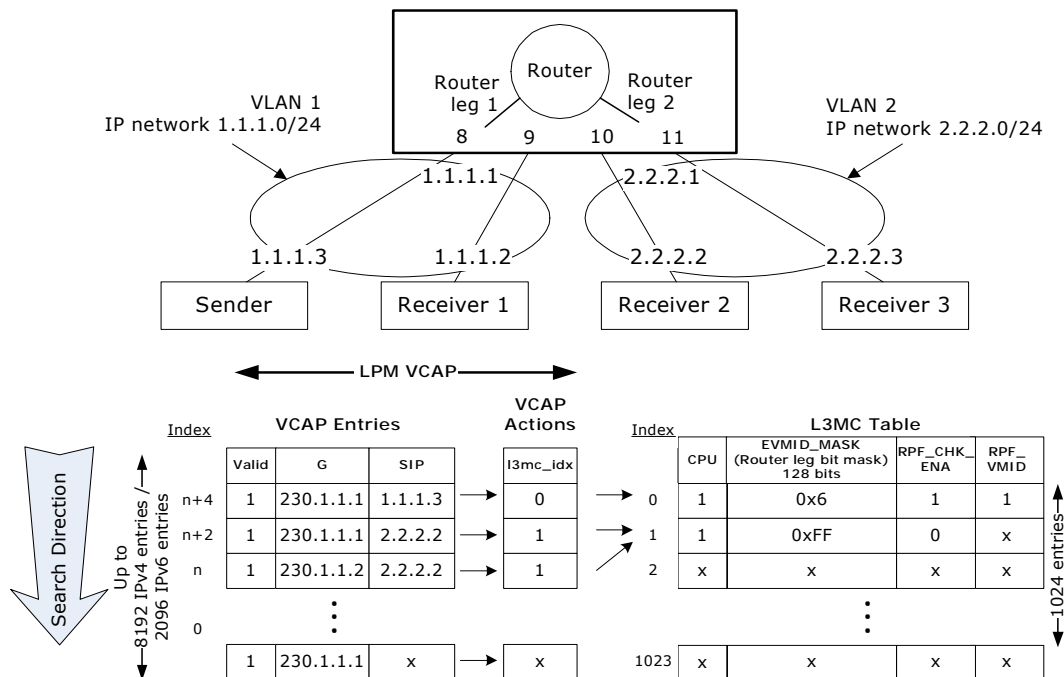 Router
Router leg 1
Router leg 2
VLAN 1
IP network 1.1.1.0/24
VLAN 2
IP network 2.2.2.0/24
8 9 10 11
1.1.1.1 2.2.2.1
1.1.1.3 1.1.1.2 2.2.2.2 2.2.2.3
Sender Receiver 1 Receiver 2 Receiver 3
LPM VCAP
Index VCAP Entries VCAP Actions Index L3MC Table
Valid G SIP l3mc_idx CPU EVMID_MASK (Router leg bit mask) 128 bits RPF_CHK_ENA RPF_VMID
n+4 1 230.1.1.1 1.1.1.3 0 0 1 0x6 1 1
n+2 1 230.1.1.1 2.2.2.2 1 1 1 0xFF 0 x
n 1 230.1.1.2 2.2.2.2 1 2 x x x x
0
1 230.1.1.1 x x 1023 x x x x
Search Direction
Up to
8192 IPv4 entries /
2096 IPv6 entries
1024 entries